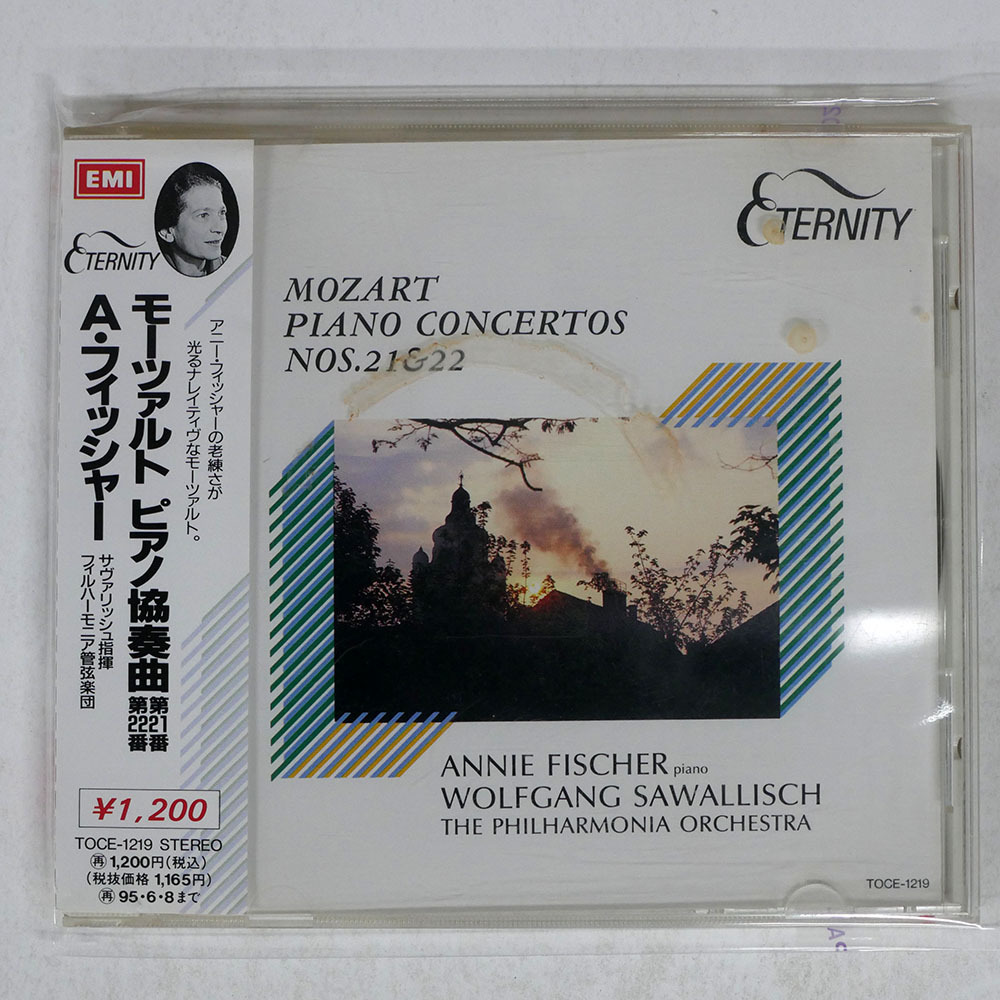 EMI
ETERNITY
モーツァルト ピアノ協奏曲 第21番 第22番
A・フィッシャー
アニー・フィッシャーの老練さが
光るナレイティヴなモーツァルト。
サヴァリッシュ指揮
フィルハーモニア管弦楽団
¥1,200
TOCE-1219 STEREO
再 1,200円(税込)
(税抜価格 1,165円)
再 95・6・8まで
ETERNITY
MOZART
PIANO CONCERTOS
NOS.21&22
ANNIE FISCHER piano
WOLFGANG SAWALLISCH
THE PHILHARMONIA ORCHESTRA
TOCE-1219